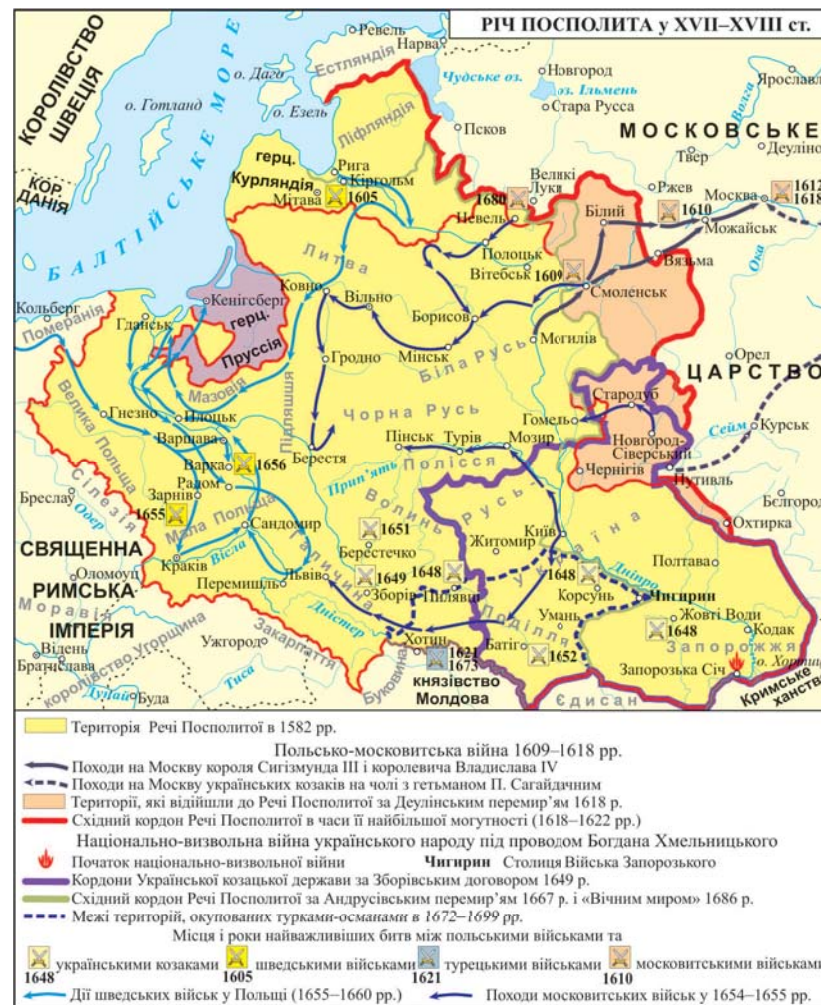 РІЧ ПОСПОЛИТА у XVII–XVIII ст.
КОРОЛІВСТВО
ШВЕЦІЯ
о. Готланд
КОР.
ДАНІЯ
БАЛТІЙСЬКЕ МОРЕ
о. Даго
о. Езель
Ревель
Нарва
Естляндія
Чудське оз.
Новгород
оз. Ільмень
Стара Русса
Псков
Ярославль
Волга
МОСКОВСЬКЕ
Деуліно
Твер
Ліфляндія
герц.
Курляндія
Рига
Кіргольм
Мітава
1605
1680
Великі
Луки
Невель
Ржев
Москва
1612
1618
Білий
1610
Можайськ
Вязьма
Ока
Полоцьк
Вітебськ
1609
Смоленськ
Литва
Ковно
Вільно
Борисов
Мінськ
Могилів
Біла Русь
Кенігсберг
герц.
Пруссія
Кольберг
Померанія
Гданськ
Мазовія
Гродно
Підляшшя
Чорна Русь
Орел
ЦАРСТВО
Стародуб
Гомель
Новгород-
Сіверський
Сейм
Курськ
Путивль
Чернігів
Велика Польща
Гнезно
Плоцьк
Варшава
Варка
1656
Радом
Зарнів
1655
Берестя
Пінськ
Турів
Мозир
Прип'ять
Полісся
Сілезія
Бреслау
Одер
Мала Польща
Сандомир
Краків
Вісла
Перемишль
Львів
Галичина
Волинь
Русь
Україна
1651
Берестечко
1649
Зборів
1648
Пилявці
Житомир
Київ
1648
Корсунь
Дніпро
Чигирин
Полтава
Охтирка
Бєлгород
Жовті Води
1648
Кодак
Запорожжя
Запорозька Січ
о. Хортиця
Кримське
ханство
Умань
Батіг
1652
Поділля
Дністер
Хотин
1621
1673
князівство
Молдова
Єдисан
Буковина
Закарпаття
Ужгород
Тиса
СВЯЩЕННА
РИМСЬКА
ІМПЕРІЯ
Оломоуц
Моравія
Відень
Братислава
королівство Угорщина
Дунай
Буда
Територія Речі Посполитої в 1582 рр.
Польсько-московитська війна 1609–1618 рр.
Походи на Москву короля Сигізмунда III і королевича Владислава IV
Походи на Москву українських козаків на чолі з гетьманом П. Сагайдачним
Території, які відійшли до Речі Посполитої за Деулінським перемир'ям 1618 р.
Східний кордон Речі Посполитої в часи її найбільшої могутності (1618–1622 рр.)
Національно-визвольна війна українського народу під проводом Богдана Хмельницького
Початок національно-визвольної війни Чигирин Столиця Війська Запорозького
Кордони Української козацької держави за Зборівським договором 1649 р.
Східний кордон Речі Посполитої за Андрусівським перемир'ям 1667 р. і «Вічним миром» 1686 р.
Межі територій, окупованих турками-османами в 1672–1699 рр.
Місця і роки найважливіших битв між польськими військами та
1648 українськими козаками 1605 шведськими військами 1621 турецькими військами 1610 московитськими військами
Дії шведських військ у Польщі (1655–1660 рр.) Походи московитських військ у 1654–1655 рр.